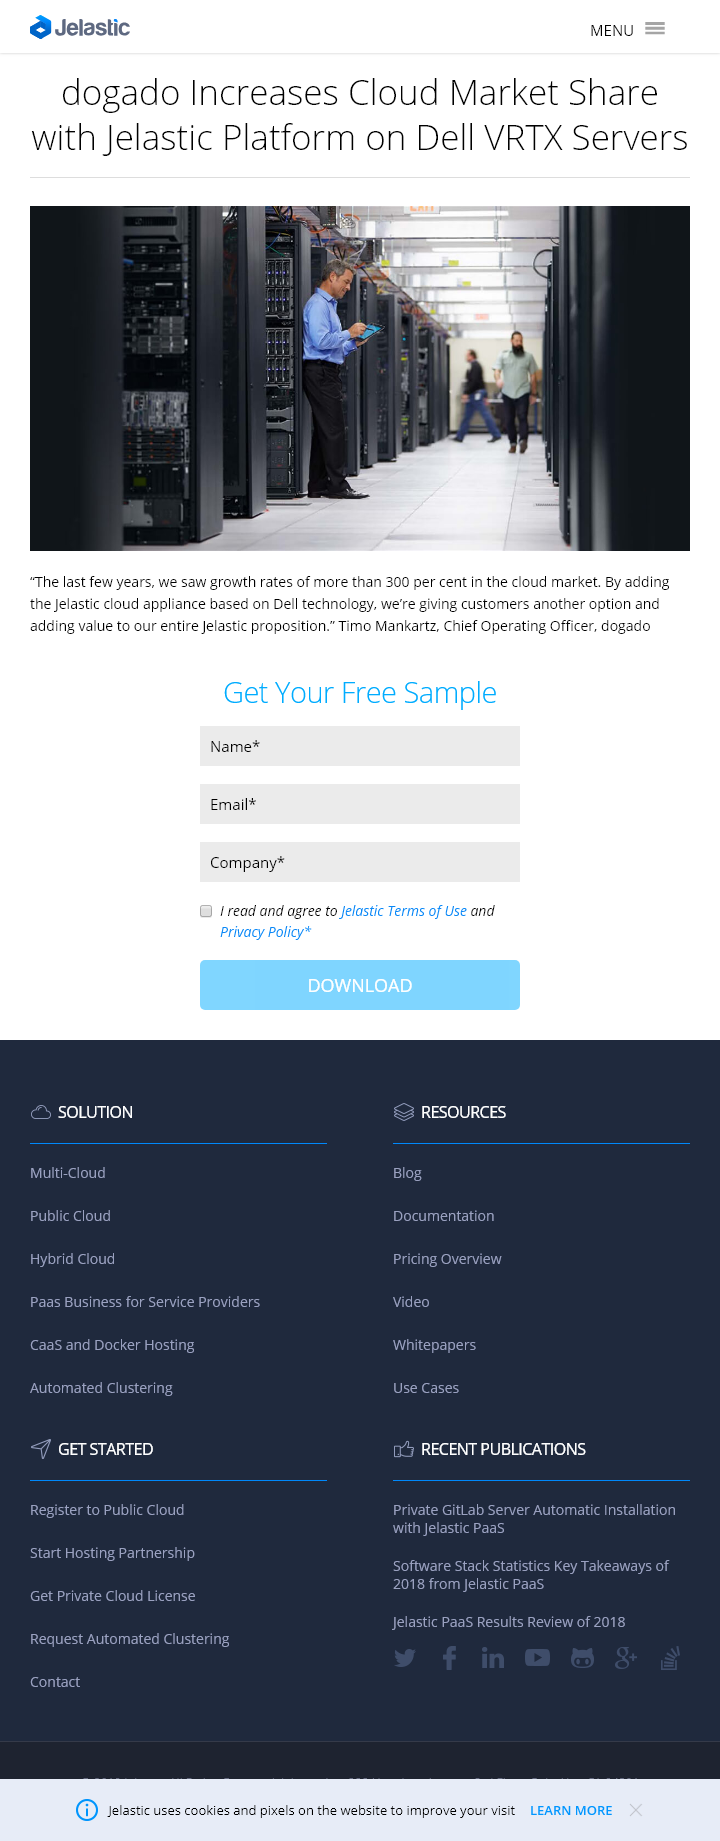 Jelastic
MENU
dogado Increases Cloud Market Share
with Jelastic Platform on Dell VRTX Servers
EXIT
“The last few years, we saw growth rates of more than 300 per cent in the cloud market. By adding
the Jelastic cloud appliance based on Dell technology, we’re giving customers another option and
adding value to our entire Jelastic proposition.” Timo Mankartz, Chief Operating Officer, dogado
Get Your Free Sample
Name*
Email*
Company*
I read and agree to Jelastic Terms of Use and
Privacy Policy*
DOWNLOAD
SOLUTION
Multi-Cloud
Public Cloud
Hybrid Cloud
Paas Business for Service Providers
CaaS and Docker Hosting
Automated Clustering
RESOURCES
Blog
Documentation
Pricing Overview
Video
Whitepapers
Use Cases
GET STARTED
Register to Public Cloud
Start Hosting Partnership
Get Private Cloud License
Request Automated Clustering
Contact
RECENT PUBLICATIONS
Private GitLab Server Automatic Installation
with Jelastic PaaS
Software Stack Statistics Key Takeaways of
2018 from Jelastic PaaS
Jelastic PaaS Results Review of 2018
Jelastic uses cookies and pixels on the website to improve your visit LEARN MORE